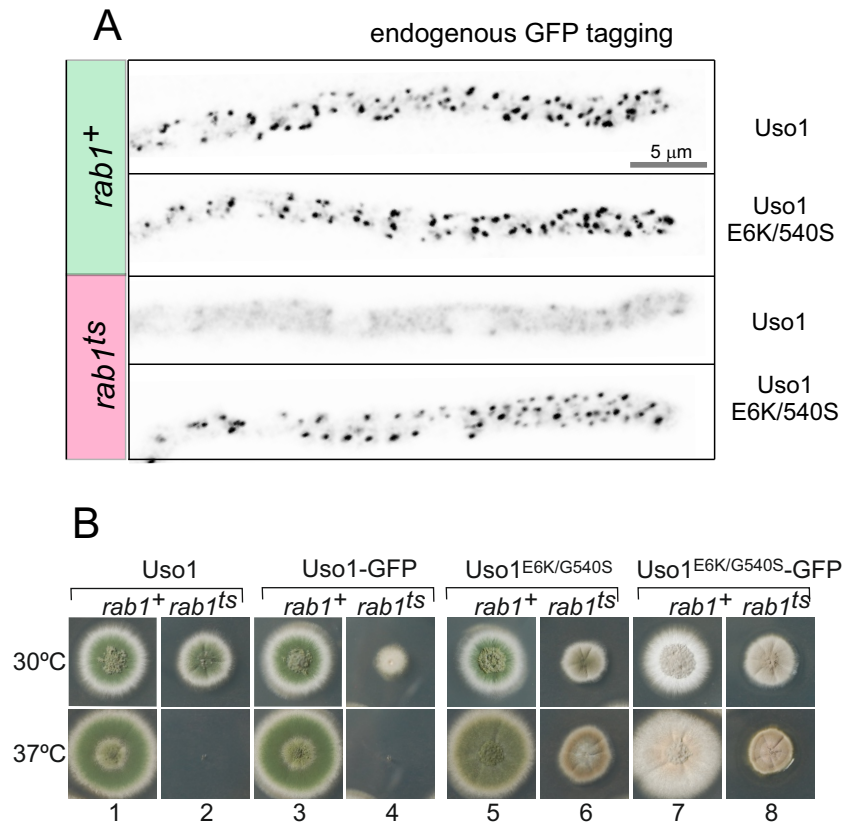 A
endogenous GFP tagging
rab1+
Uso1
5 μm
Uso1
E6K/540S
rab1ts
Uso1
Uso1
E6K/540S
B
Uso1 Uso1-GFP Uso1E6K/G540S Uso1E6K/G540S-GFP
rab1+ rab1ts rab1+ rab1ts rab1+ rab1ts rab1+ rab1ts
30ºC
37ºC
1 2 3 4 5 6 7 8